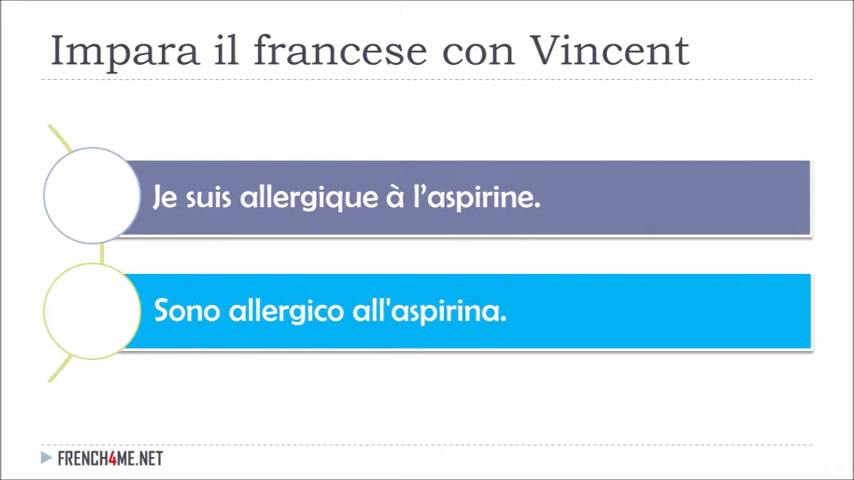 Impara il francese con Vincent
Je suis allergique à l’aspirine.
Sono allergico all'aspirina.
FRENCH4ME.NET